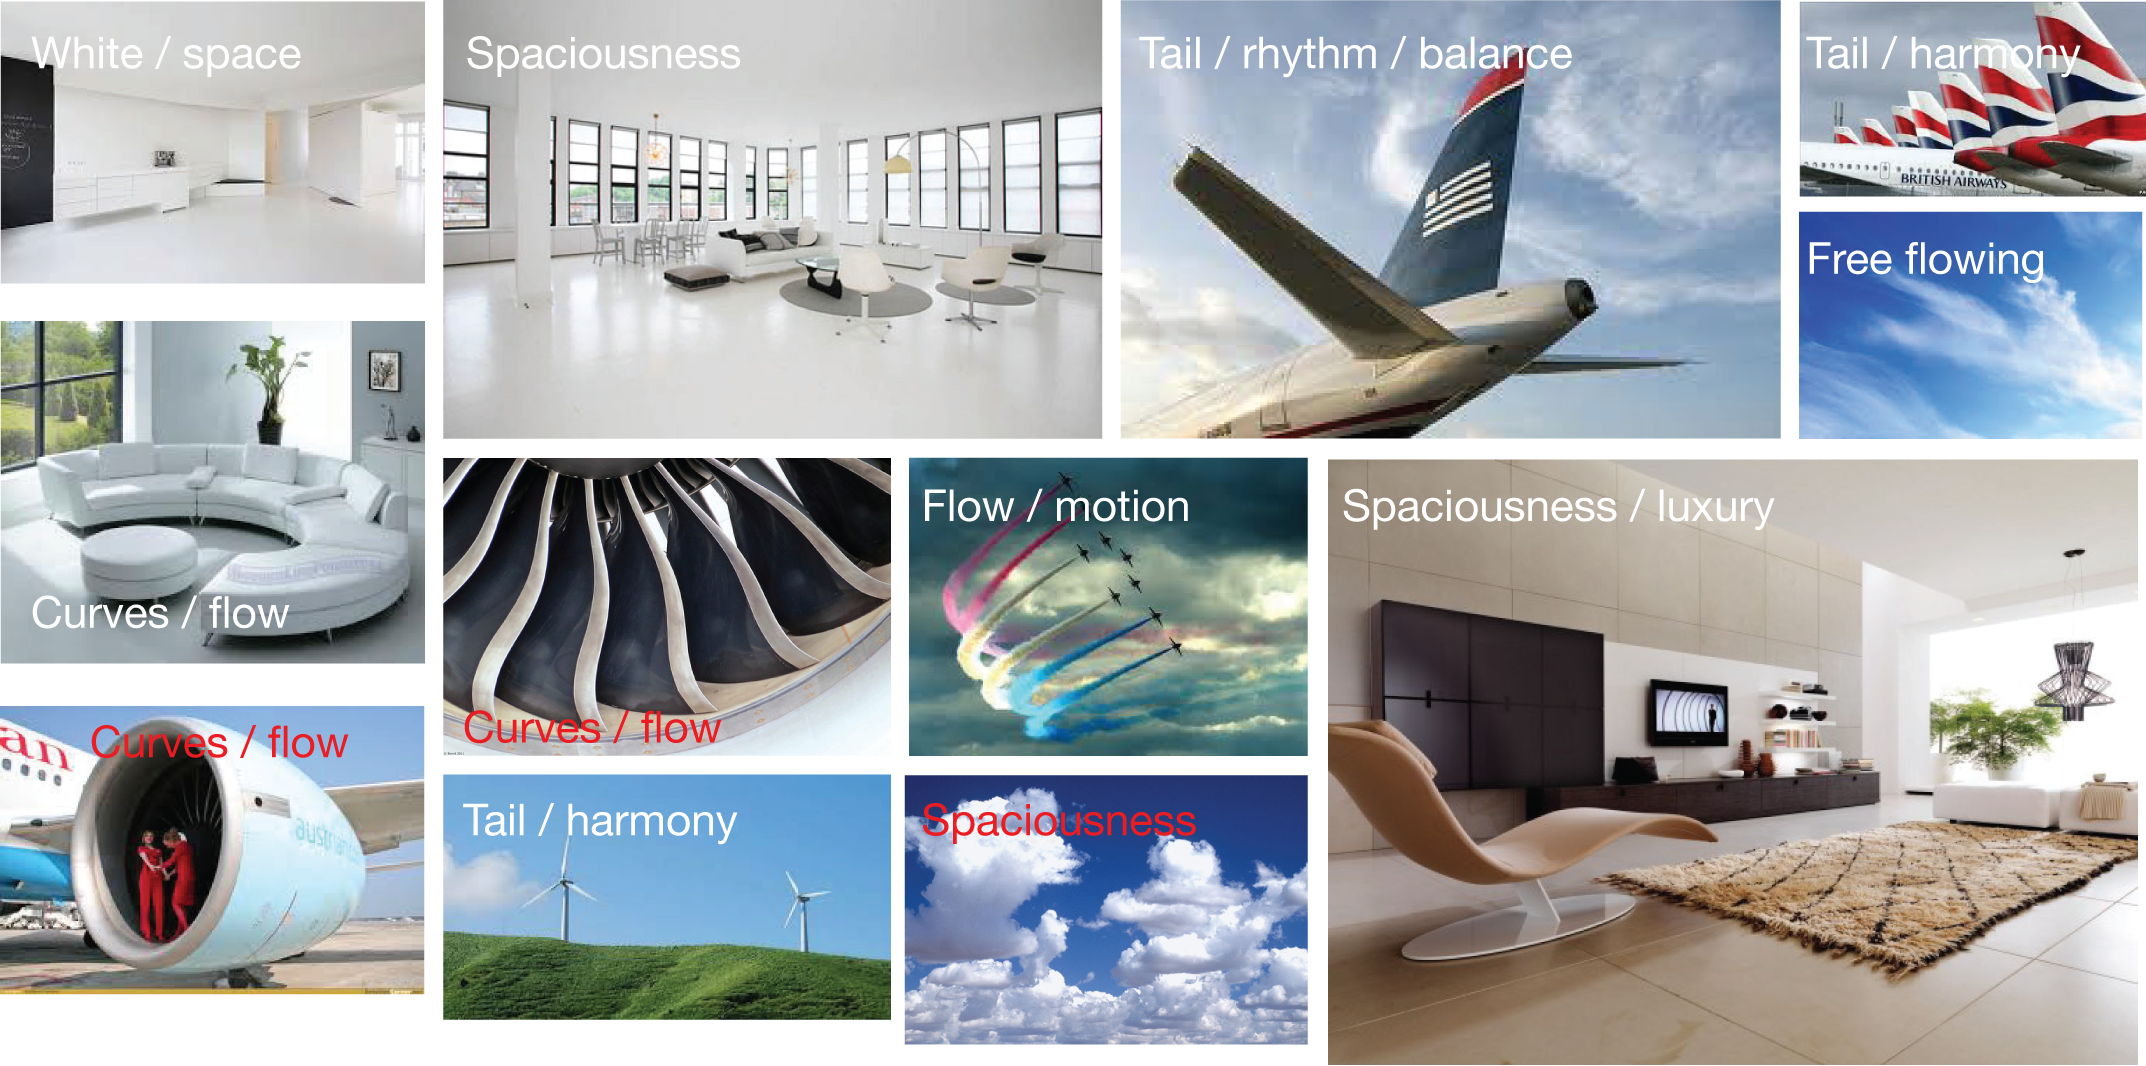 White / space
Spaciousness
Tail / rhythm / balance
Tail / harmony
BRITISH AIRWAYS
Free flowing
Curves / flow
Curves / flow
Flow / motion
Spaciousness / luxury
Curves / flow
an
austrian
Tail / harmony
Spaciousness